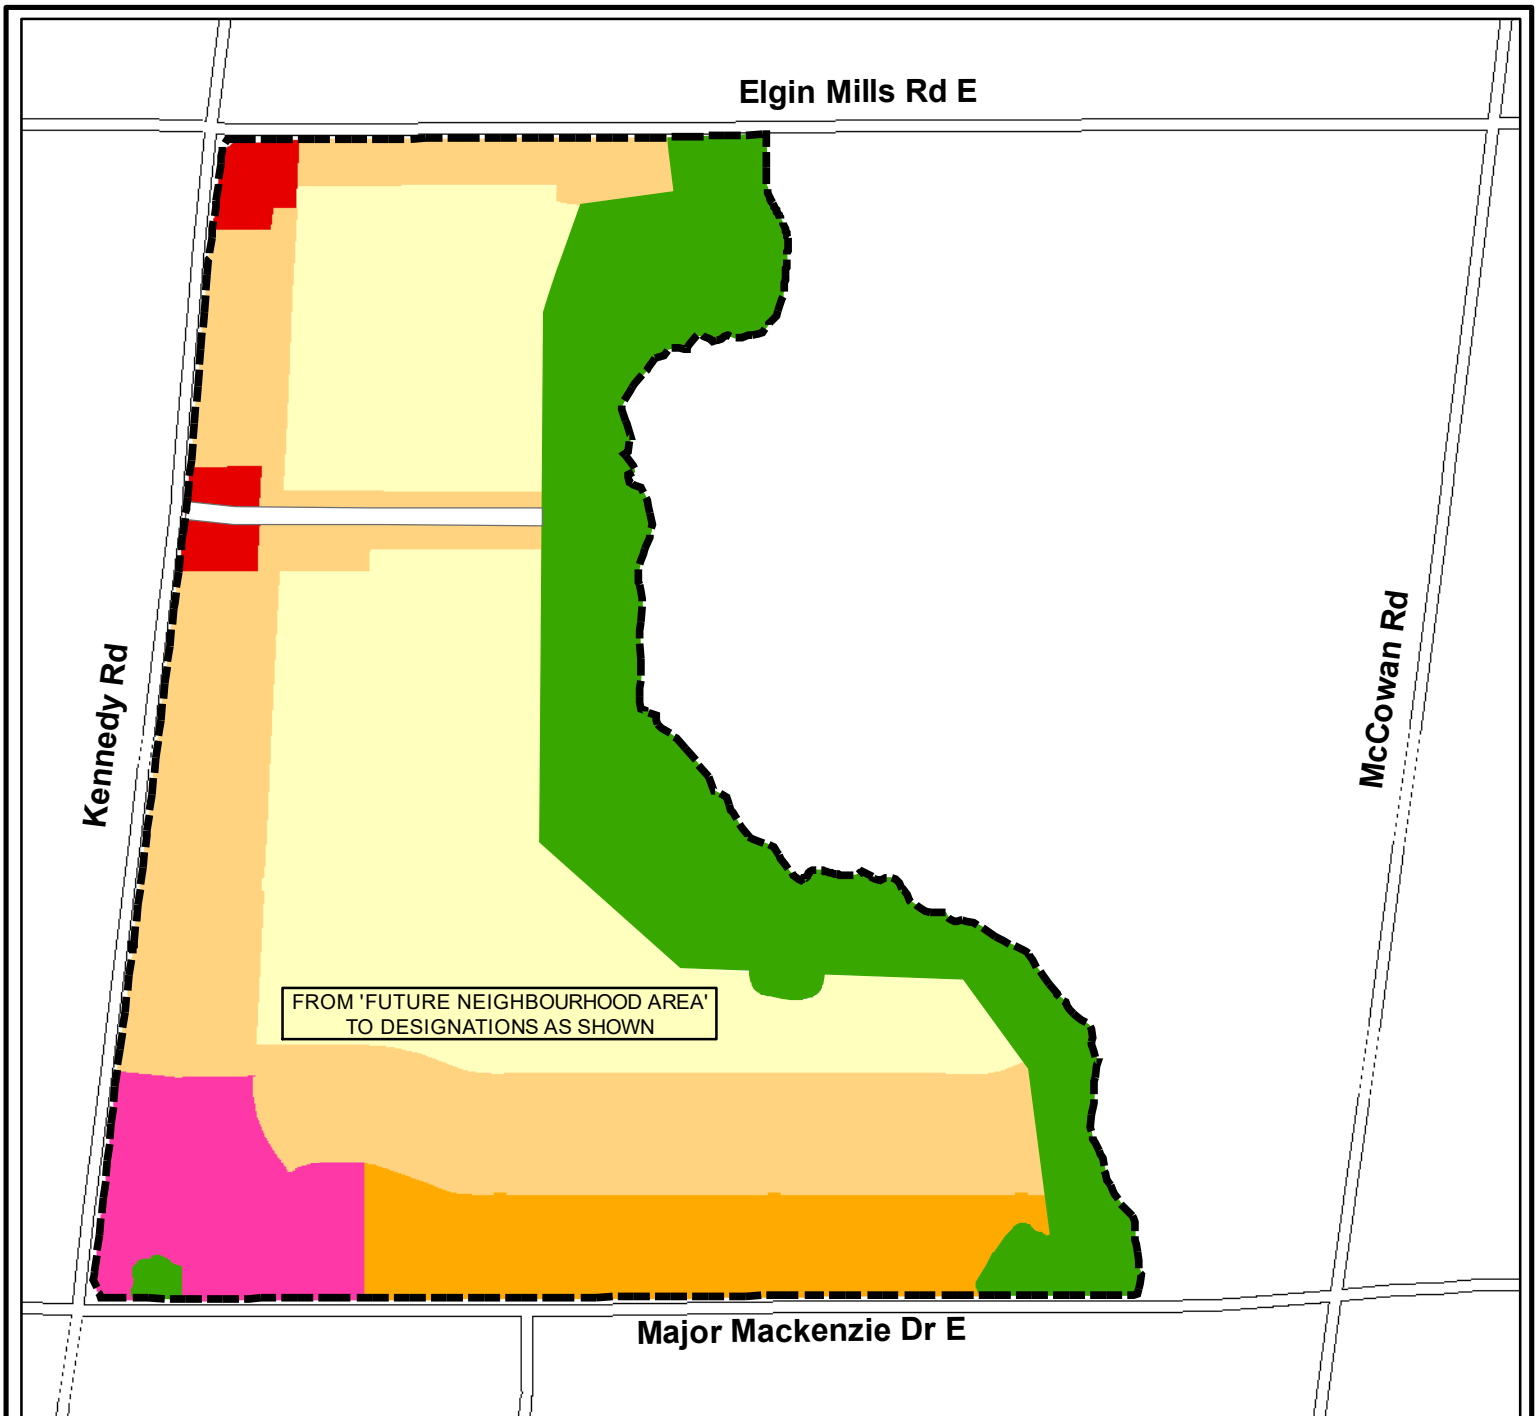 Elgin Mills Rd E
Kennedy Rd
McCowan Rd
FROM 'FUTURE NEIGHBOURHOOD AREA'
TO DESIGNATIONS AS SHOWN
Major Mackenzie Dr E